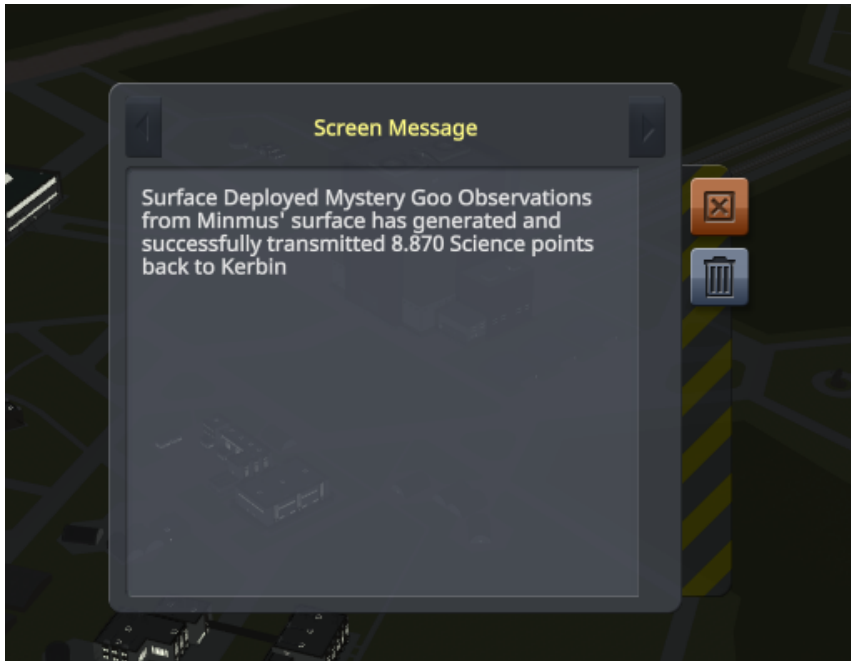 Screen Message
Surface Deployed Mystery Goo Observations
from Minmus' surface has generated and
successfully transmitted 8.870 Science points
back to Kerbin